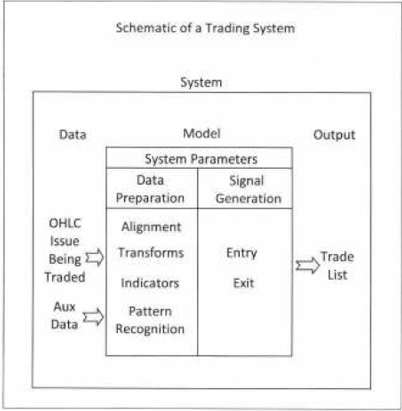 Schematic of a Trading System
System
Data
Model
Output
System Parameters
Data
Preparation
Signal
Generation
OHLC
Issue
Being
Traded
Aux
Data
Alignment
Transforms
Indicators
Pattern
Recognition
Entry
Exit
Trade
List